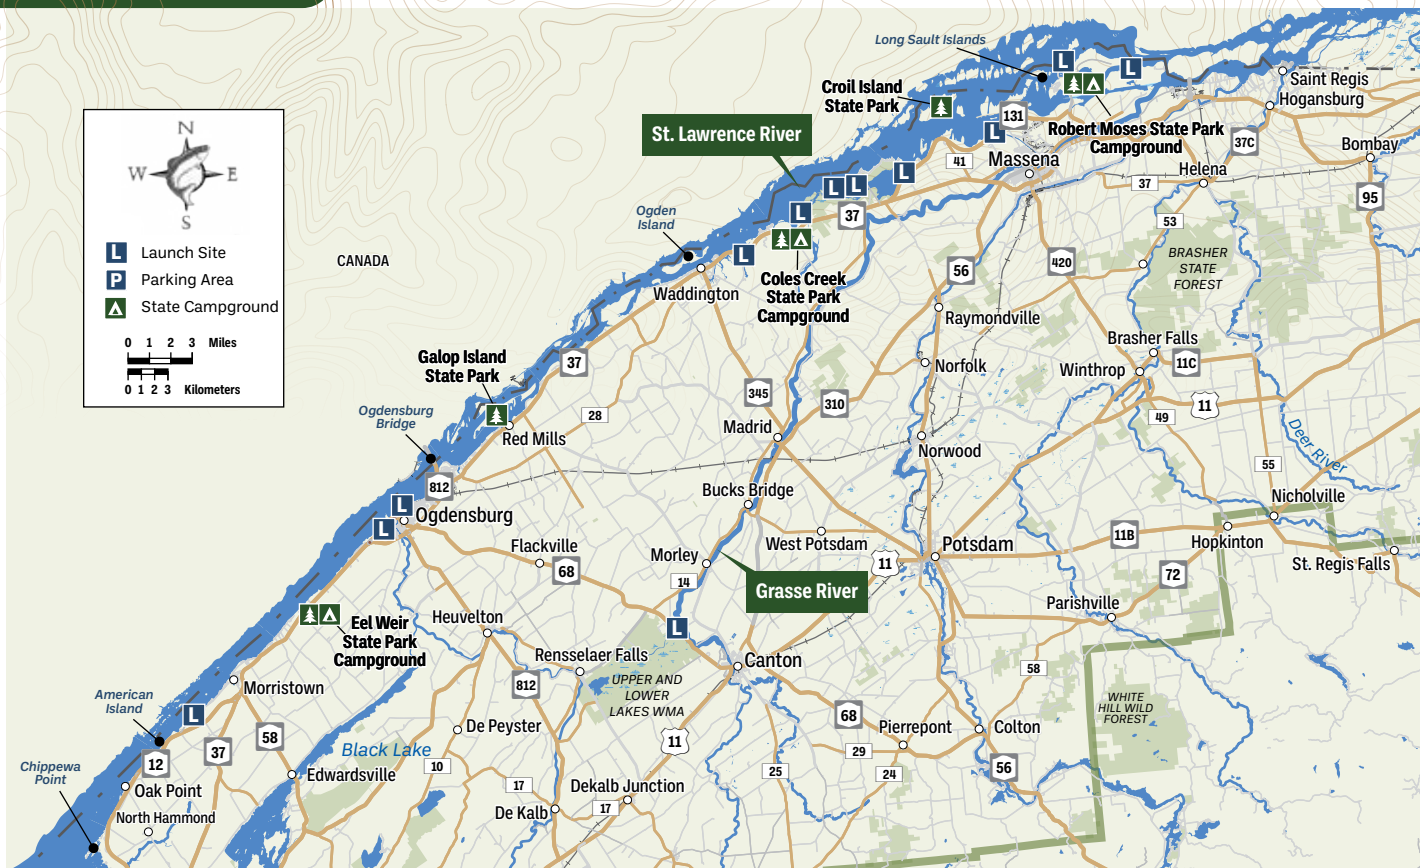 Long Sault Islands
L
L
Saint Regis
Hogansburg
Croil Island
State Park
131
L
Robert Moses State Park
Campground
37C
Bombay
St. Lawrence River
41
Massena
Helena
37
95
N
W
E
S
L
L
L
L
37
53
Ogden
Island
BRASHER
STATE
FOREST
L
Launch Site
P
Parking Area
State Campground
CANADA
L
420
56
Waddington
Coles Creek
State Park
Campground
Raymondville
0 1 2 3 Miles
0 1 2 3 Kilometers
Galop Island
State Park
37
Brasher Falls
11C
Norfolk
Winthrop
345
310
11
Ogdensburg
Bridge
28
49
Madrid
Red Mills
Deer River
Norwood
55
812
Bucks Bridge
Nicholville
L
L
Ogdensburg
11B
Hopkinton
West Potsdam
Potsdam
Flackville
Morley
11
St. Regis Falls
68
14
72
Grasse River
Parishville
Eel Weir
State Park
Campground
Heuvelton
L
Rensselaer Falls
Canton
58
812
UPPER AND
LOWER
LAKES WMA
Morristown
American
Island
L
WHITE
HILL WILD
FOREST
68
De Peyster
Pierrepont
Colton
58
11
Black Lake
37
29
12
10
Chippewa
Point
25
24
56
Edwardsville
17
Dekalb Junction
Oak Point
17
De Kalb
North Hammond